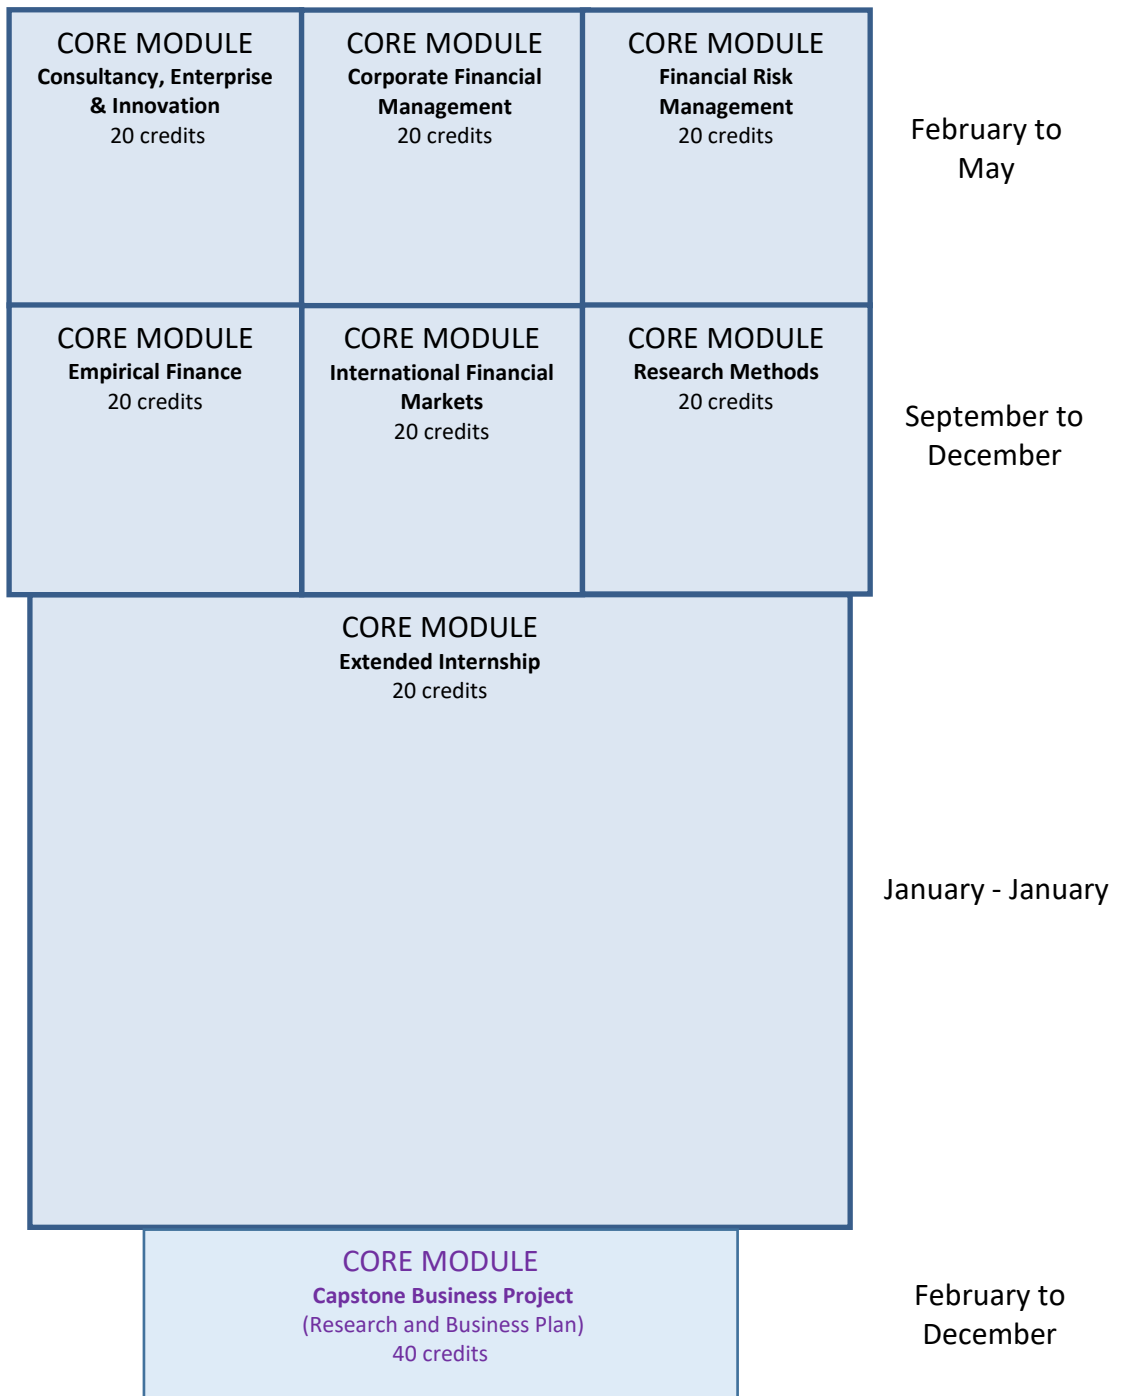 CORE MODULE
Consultancy, Enterprise
& Innovation
20 credits
CORE MODULE
Corporate Financial
Management
20 credits
CORE MODULE
Financial Risk
Management
20 credits
February to
May
CORE MODULE
Empirical Finance
20 credits
CORE MODULE
International Financial
Markets
20 credits
CORE MODULE
Research Methods
20 credits
September to
December
CORE MODULE
Extended Internship
20 credits
January - January
CORE MODULE
Capstone Business Project
(Research and Business Plan)
40 credits
February to
December